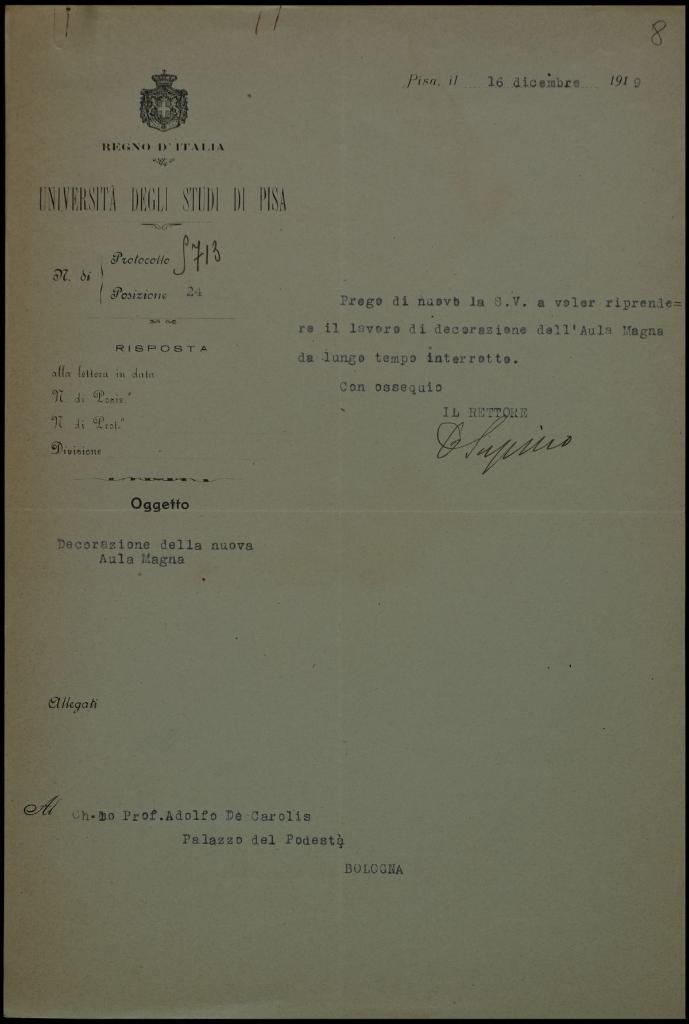 8
Pisa, il 16 dicembre 1919
REGNO D'ITALIA
UNIVERSITÀ DEGLI STUDI DI PISA
N. di
Protocollo 713
Posizione 24
RISPOSTA
alla lettera in data
N. di Posiz.e
N. di Prot.o
Divisione
Oggetto
Decorazione della nuova
Aula Magna
Prego di nuovo la S.V. a voler riprende=
re il lavoro di decorazione dell'Aula Magna
da lungo tempo interrotto.
Con ossequio
IL RETTORE
D Supino
Allegati
Al Ch.mo Prof.Adolfo De Carolis
Palazzo del Podestà
BOLOGNA